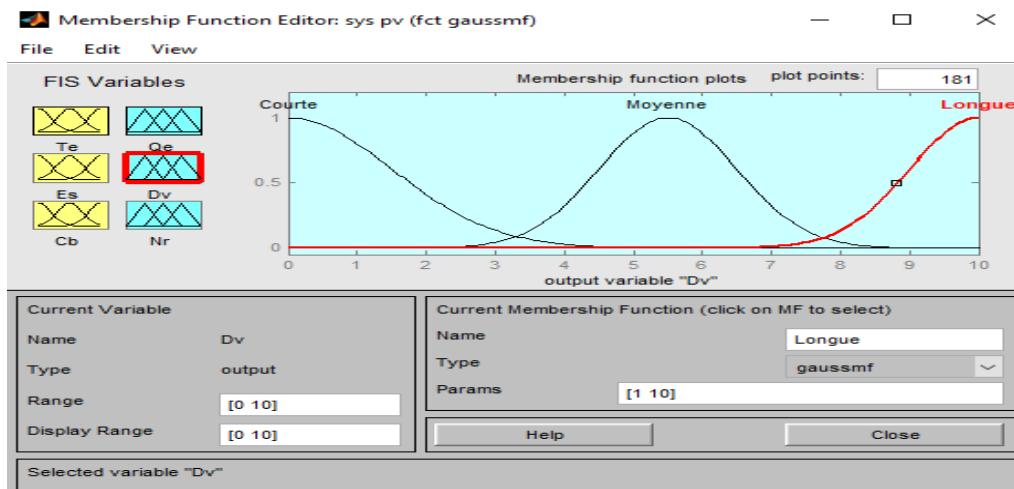 Membership Function Editor: sys pv (fct gaussmf)
File Edit View
FIS Variables
Te Qe
Es Dv
Cb Nr
Membership function plots plot points: 181
Courte Moyenne Longue
1
0.5
0
0 1 2 3 4 5 6 7 8 9 10
output variable "Dv"
Current Variable
Name Dv
Type output
Range [0 10]
Display Range [0 10]
Current Membership Function (click on MF to select)
Name Longue
Type gaussmf
Params [1 10]
Help Close
Selected variable "Dv"